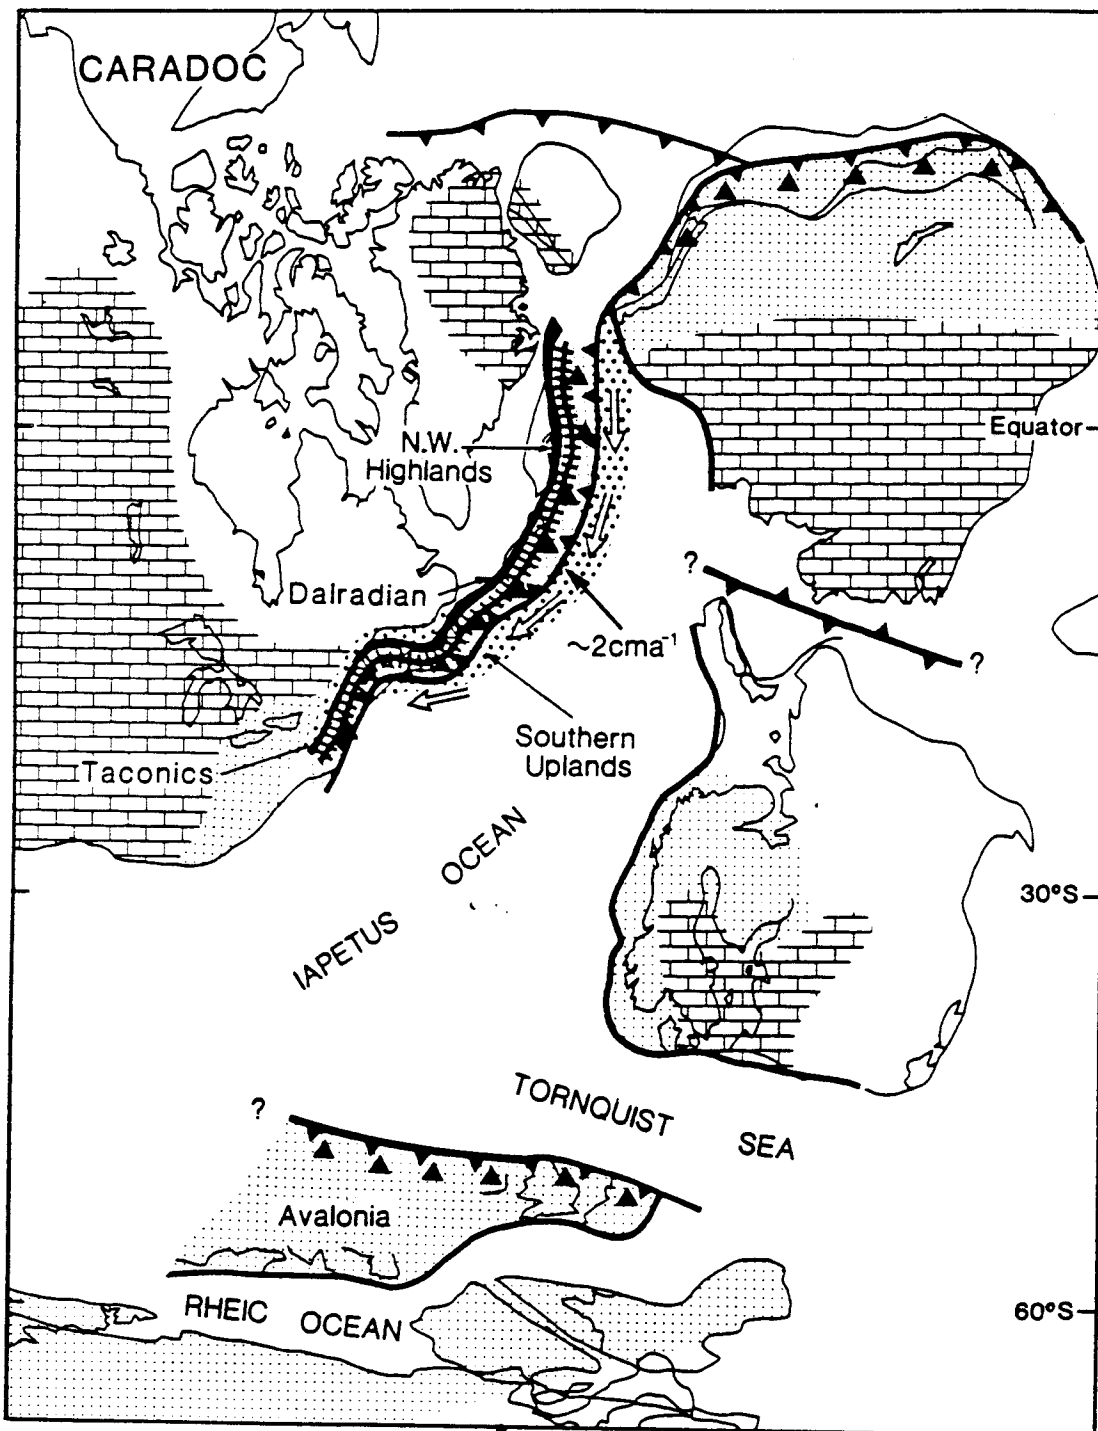 CARADOC
Equator
N.W.
Highlands
?
Dalradian
~2cma⁻¹
?
Southern
Uplands
Taconics
IAPETUS OCEAN
30°S
TORNQUIST SEA
?
Avalonia
RHEIC OCEAN
60°S